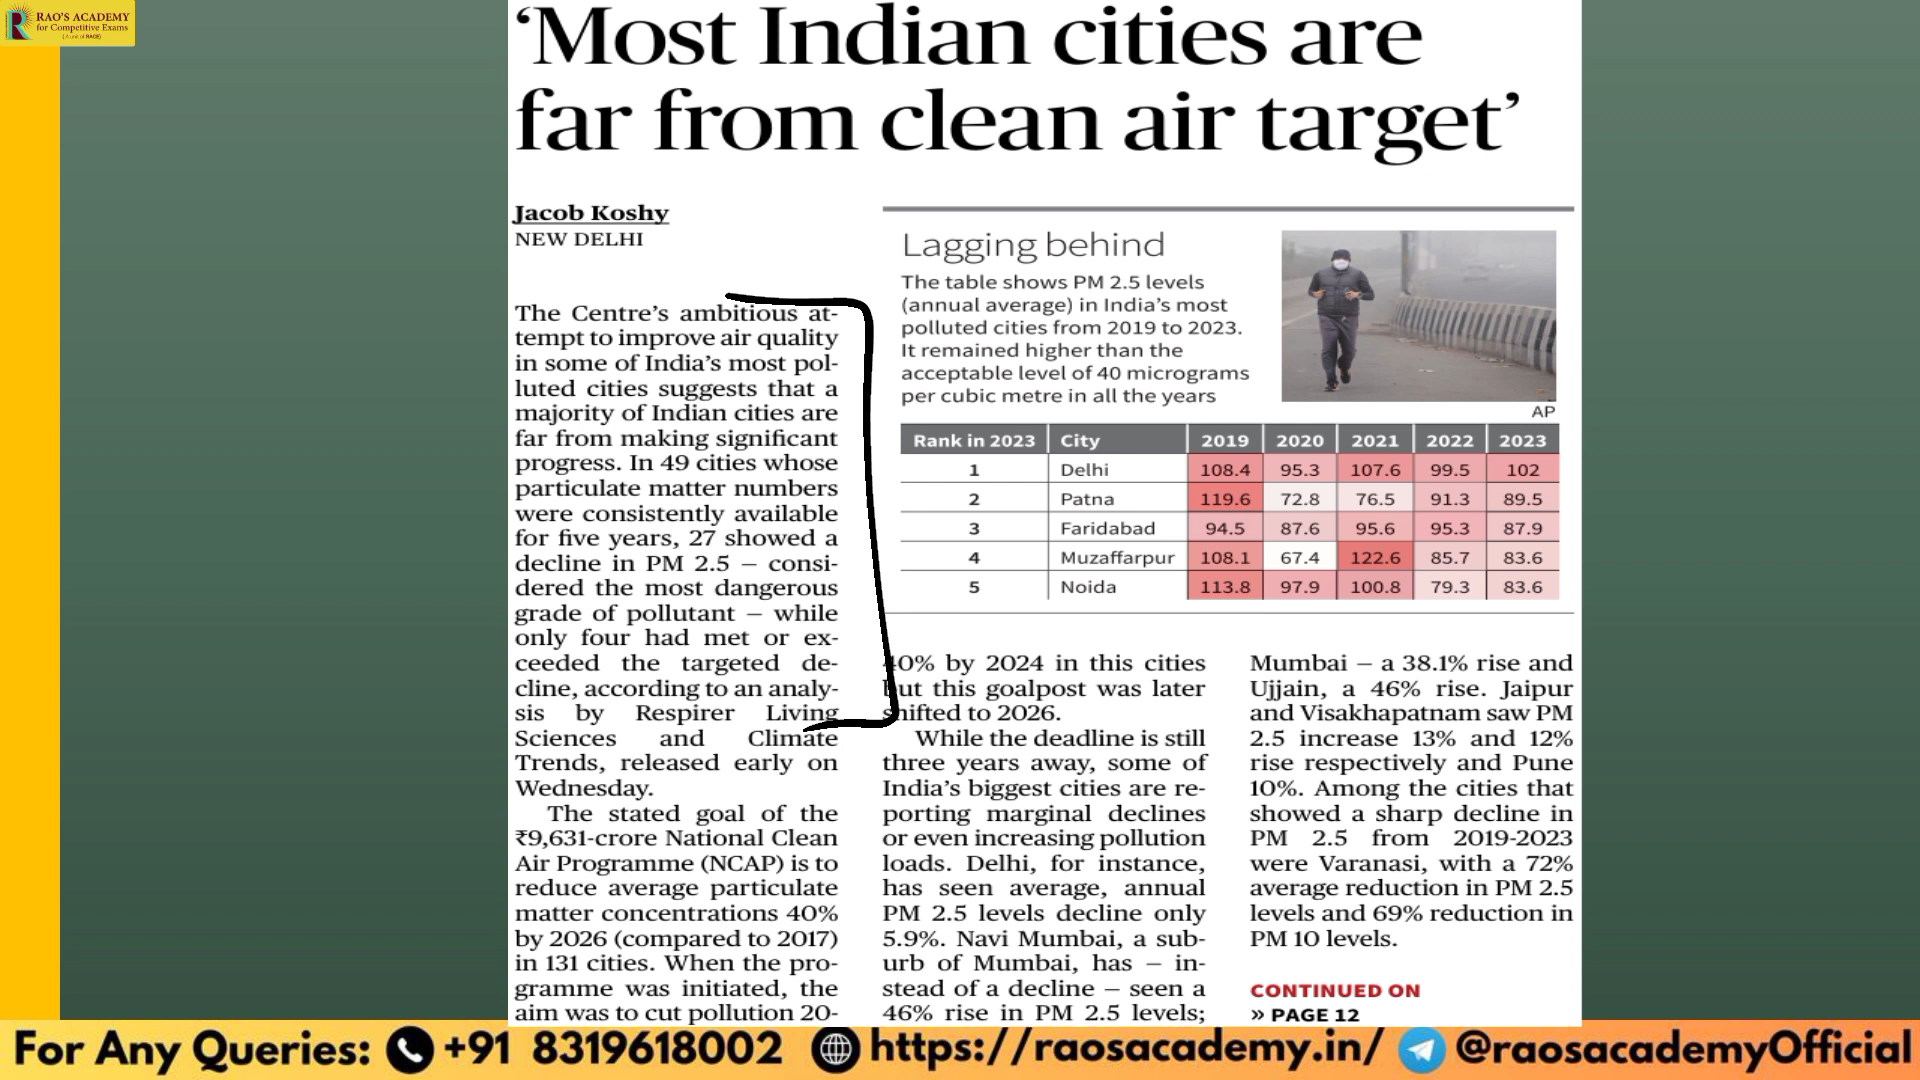 RAO'S ACADEMY
for Competitive Exams
(A unit of RACE)
‘Most Indian cities are
far from clean air target’
Jacob Koshy
NEW DELHI
The Centre’s ambitious at-
tempt to improve air quality
in some of India’s most pol-
luted cities suggests that a
majority of Indian cities are
far from making significant
progress. In 49 cities whose
particulate matter numbers
were consistently available
for five years, 27 showed a
decline in PM 2.5 – consi-
dered the most dangerous
grade of pollutant – while
only four had met or ex-
ceeded the targeted de-
cline, according to an analy-
sis by Respirer Living
Sciences and Climate
Trends, released early on
Wednesday.
The stated goal of the
₹9,631-crore National Clean
Air Programme (NCAP) is to
reduce average particulate
matter concentrations 40%
by 2026 (compared to 2017)
in 131 cities. When the pro-
gramme was initiated, the
aim was to cut pollution 20-
Lagging behind
The table shows PM 2.5 levels
(annual average) in India’s most
polluted cities from 2019 to 2023.
It remained higher than the
acceptable level of 40 micrograms
per cubic metre in all the years
AP
Rank in 2023 City 2019 2020 2021 2022 2023
1 Delhi 108.4 95.3 107.6 99.5 102
2 Patna 119.6 72.8 76.5 91.3 89.5
3 Faridabad 94.5 87.6 95.6 95.3 87.9
4 Muzaffarpur 108.1 67.4 122.6 85.7 83.6
5 Noida 113.8 97.9 100.8 79.3 83.6
40% by 2024 in this cities
but this goalpost was later
shifted to 2026.
While the deadline is still
three years away, some of
India’s biggest cities are re-
porting marginal declines
or even increasing pollution
loads. Delhi, for instance,
has seen average, annual
PM 2.5 levels decline only
5.9%. Navi Mumbai, a sub-
urb of Mumbai, has – in-
stead of a decline – seen a
46% rise in PM 2.5 levels;
Mumbai – a 38.1% rise and
Ujjain, a 46% rise. Jaipur
and Visakhapatnam saw PM
2.5 increase 13% and 12%
rise respectively and Pune
10%. Among the cities that
showed a sharp decline in
PM 2.5 from 2019-2023
were Varanasi, with a 72%
average reduction in PM 2.5
levels and 69% reduction in
PM 10 levels.
CONTINUED ON
» PAGE 12
For Any Queries: +91 8319618002 https://raosacademy.in/ @raosacademyOfficial